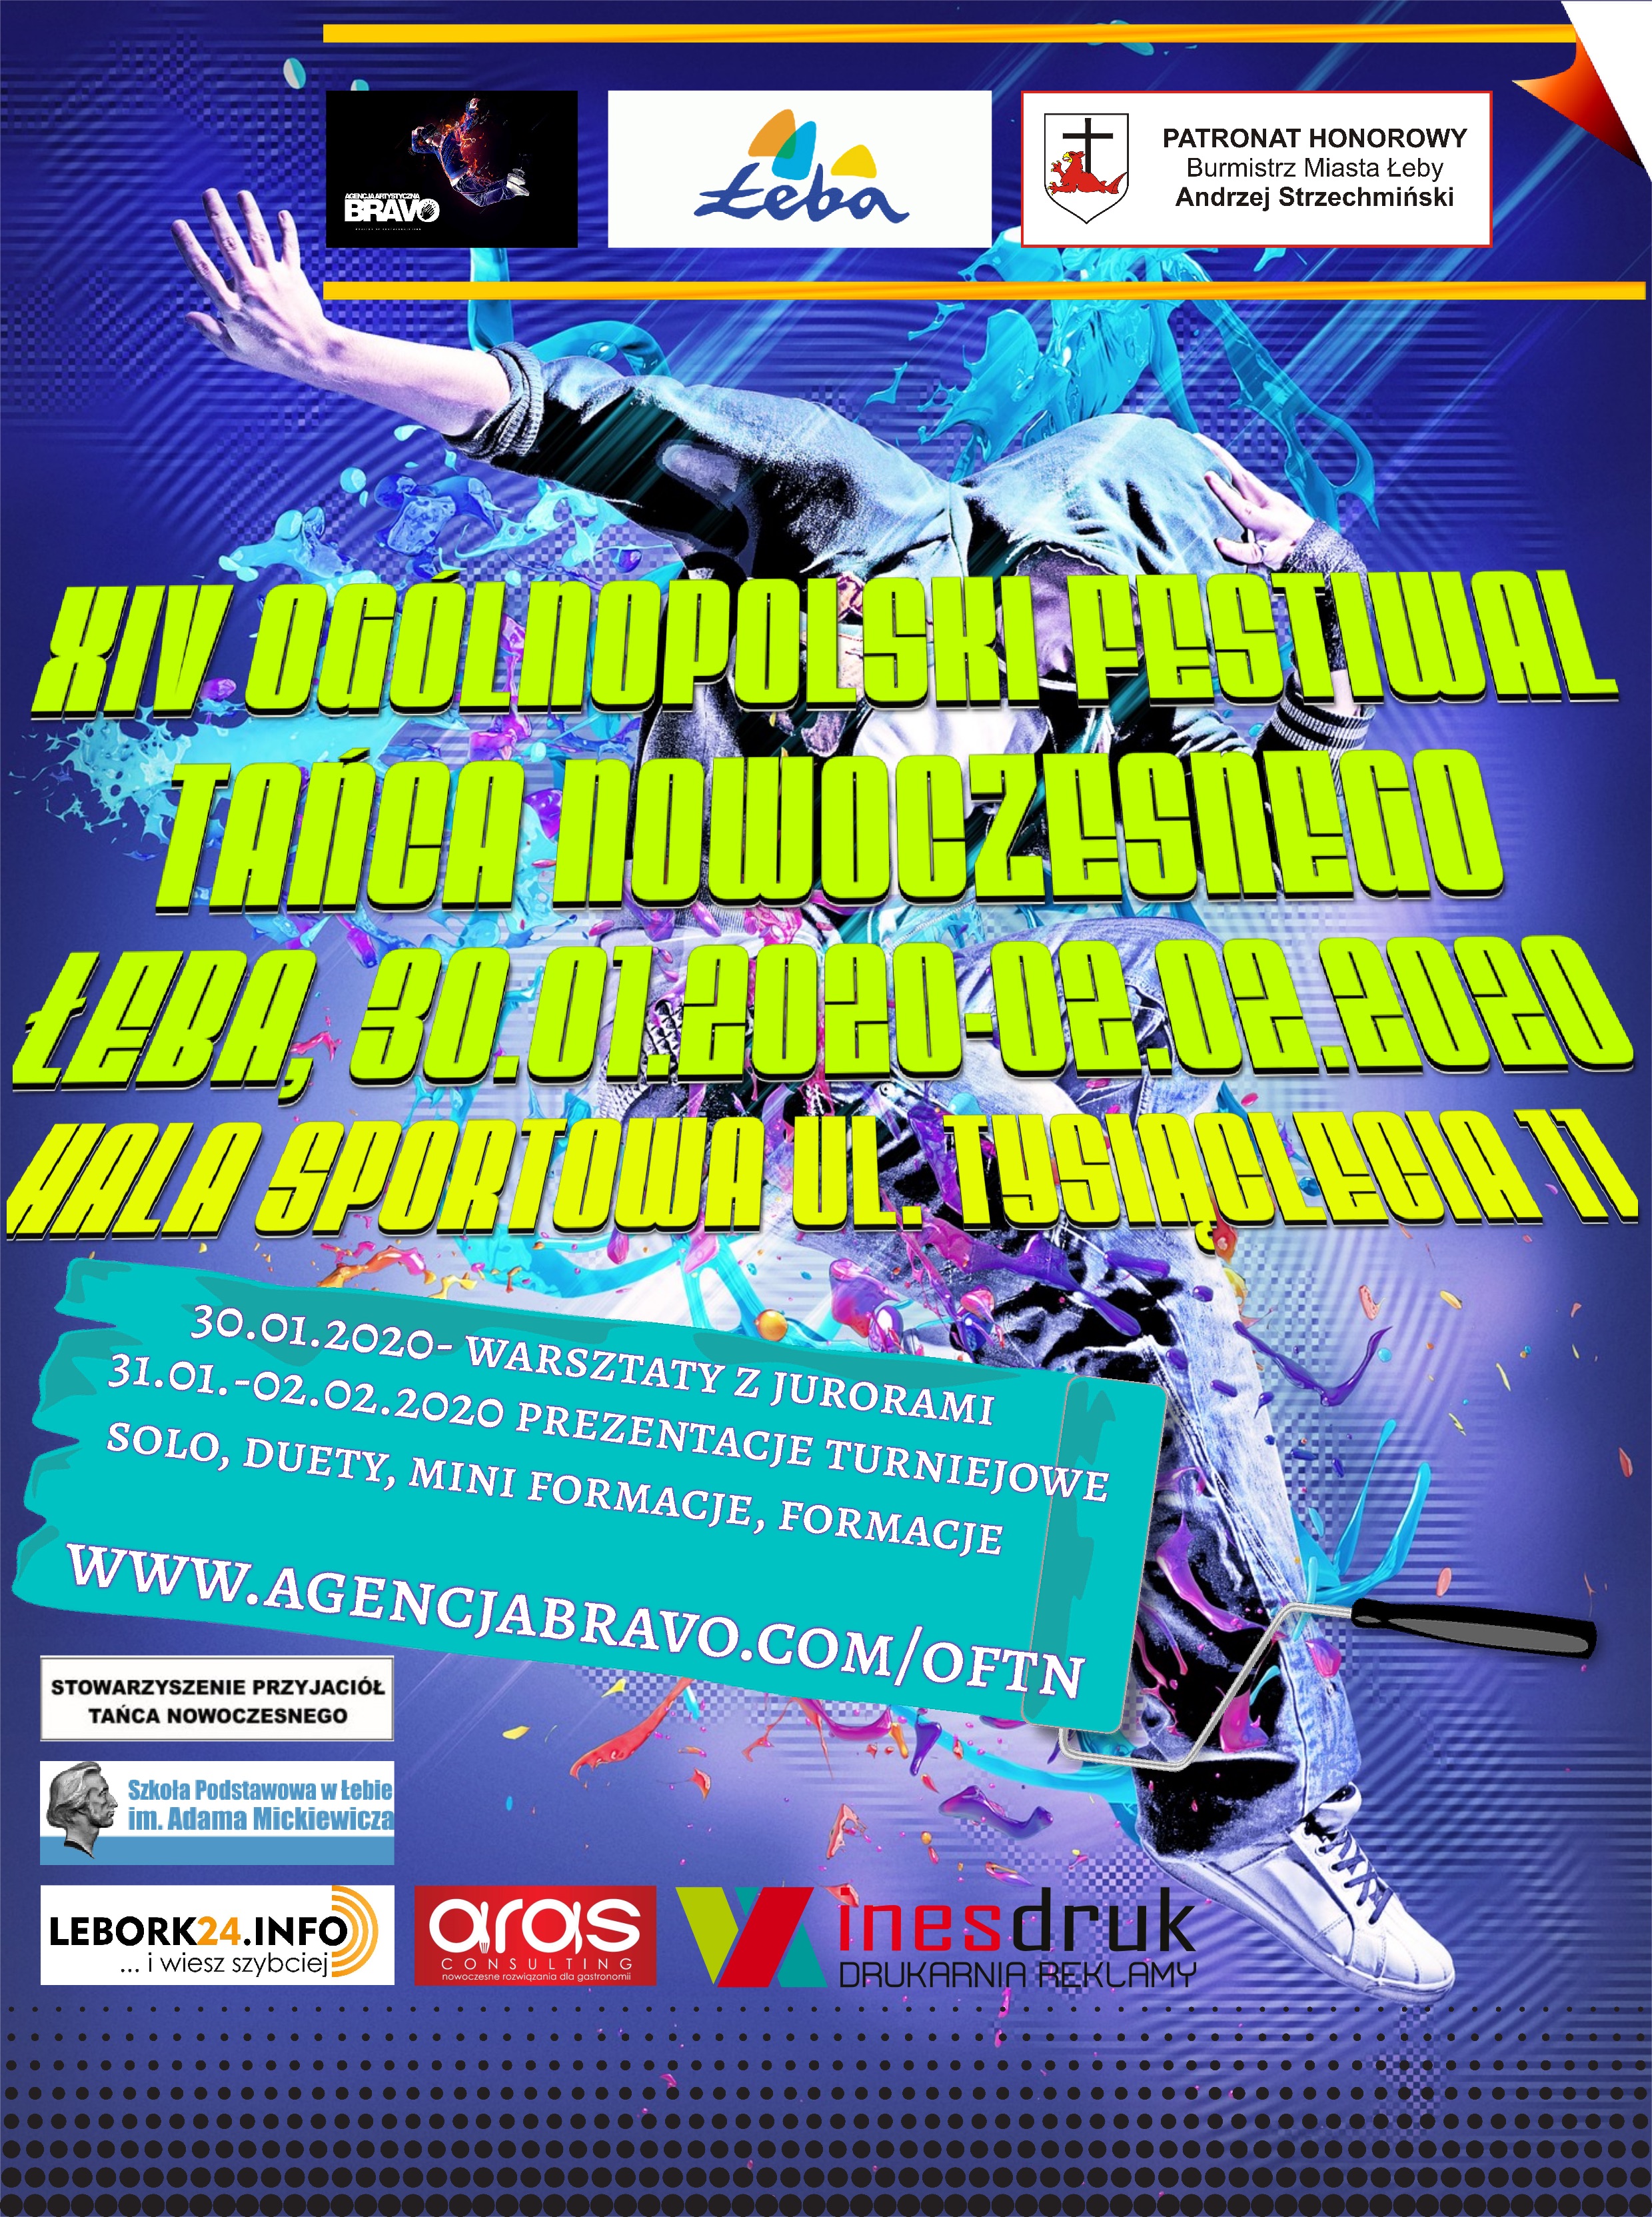 AGENCJA ARTYSTYCZNA
BRAVO
Łeba
PATRONAT HONOROWY
Burmistrz Miasta Łeby
Andrzej Strzechmiński
XIV OGÓLNOPOLSKI FESTIWAL
TAŃCA NOWOCZESNEGO
ŁEBA, 30.01.2020-02.02.2020
HALA SPORTOWA UL. TYSIĄCLECIA 11
30.01.2020- WARSZTATY Z JURORAMI
31.01.-02.02.2020 PREZENTACJE TURNIEJOWE
SOLO, DUETY, MINI FORMACJE, FORMACJE
WWW.AGENCJABRAVO.COM/OFTN
STOWARZYSZENIE PRZYJACIÓŁ
TAŃCA NOWOCZESNEGO
Szkoła Podstawowa w Łebie
im. Adama Mickiewicza
LEBORK24.INFO
... i wiesz szybciej
aras
CONSULTING
nowoczesne rozwiązania dla gastronomii
inesdruk
DRUKARNIA REKLAMY